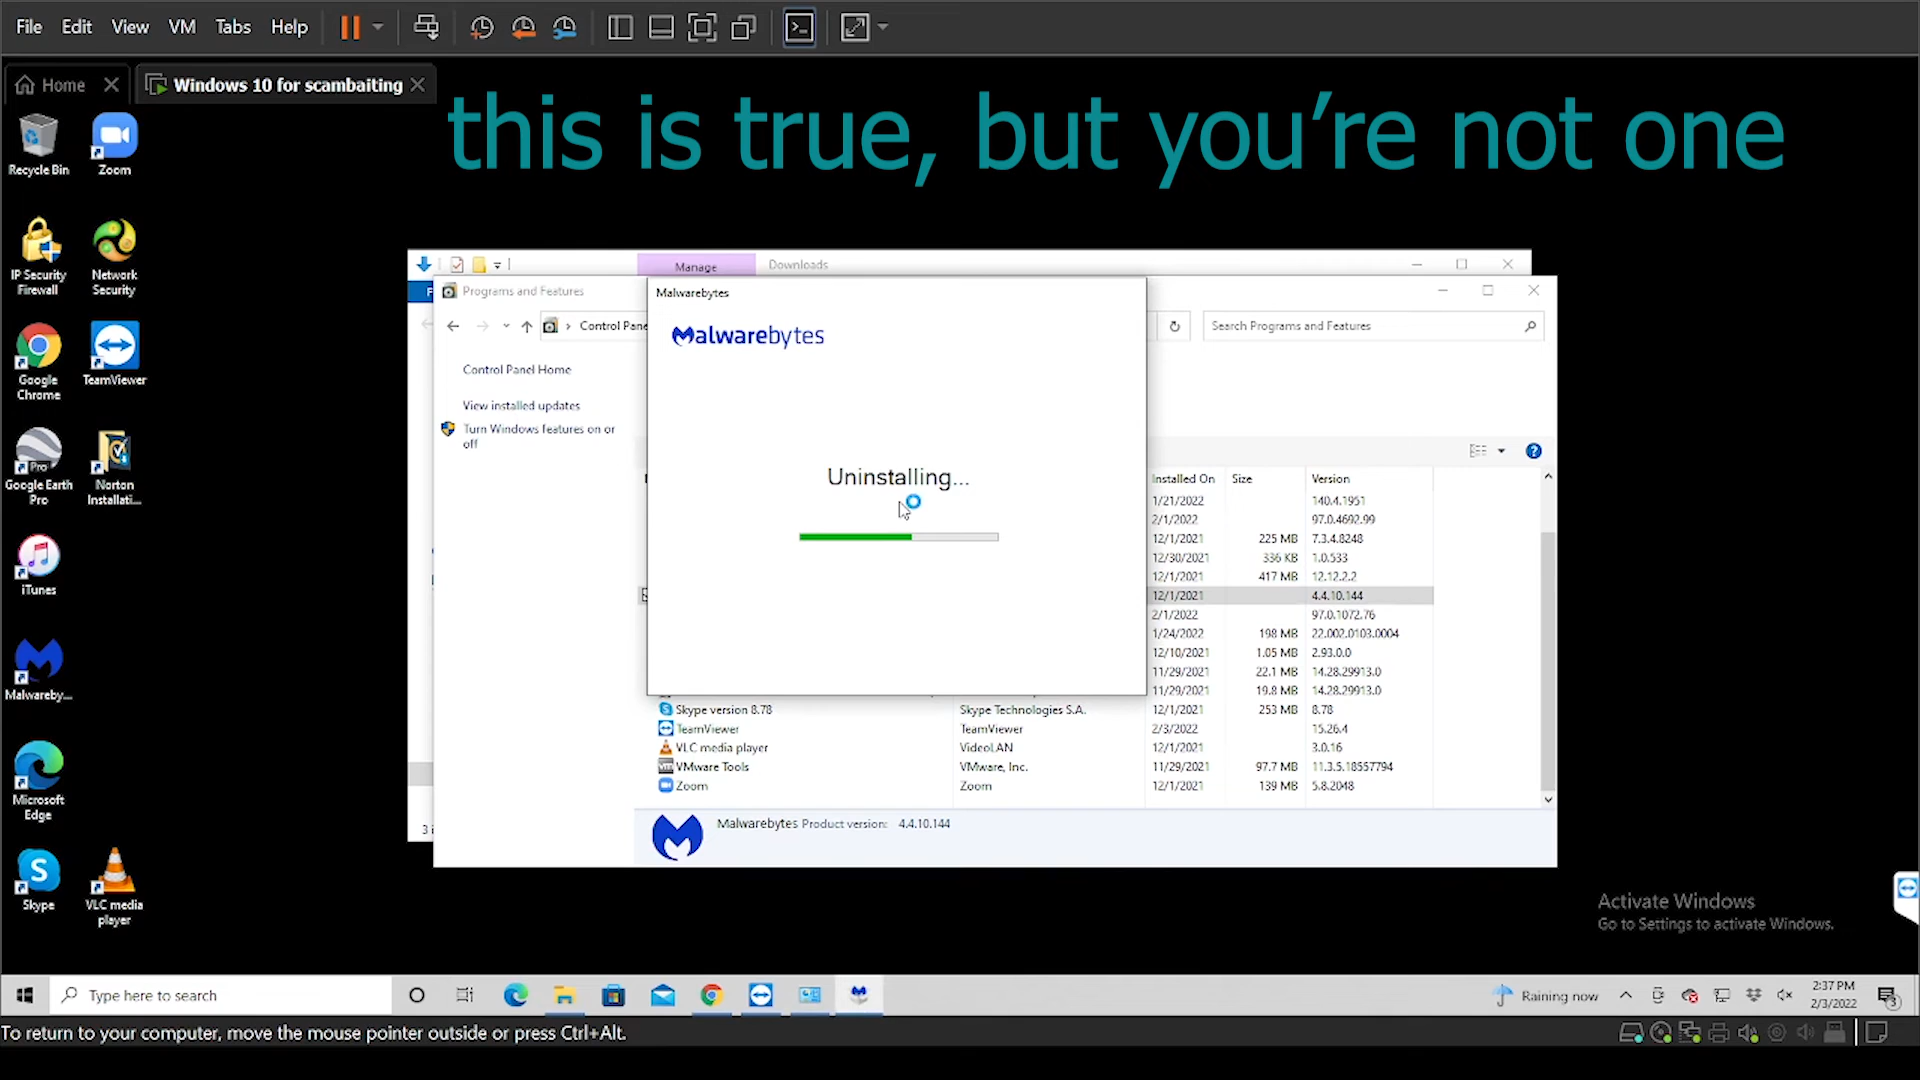 File Edit View VM Tabs Help
Home
Windows 10 for scambaiting
this is true, but you're not one
Recycle Bin
Zoom
IP Security Firewall
Network Security
Google Chrome
TeamViewer
Google Earth Pro
Norton Installati...
iTunes
Malwareby...
Microsoft Edge
Skype
VLC media player
Manage
Downloads
Programs and Features
Control Pane
Search Programs and Features
Control Panel Home
View installed updates
Turn Windows features on or off
Malwarebytes
Malwarebytes
Uninstalling...
Installed On Size Version
1/21/2022 140.4.1951
2/1/2022 97.0.4692.99
12/1/2021 225 MB 7.3.4.8248
12/30/2021 336 KB 1.0.533
12/1/2021 417 MB 12.12.2.2
12/1/2021 4.4.10.144
2/1/2022 97.0.1072.76
1/24/2022 198 MB 22.002.0103.0004
12/10/2021 1.05 MB 2.93.0.0
11/29/2021 22.1 MB 14.28.29913.0
11/29/2021 19.8 MB 14.28.29913.0
Skype version 8.78 Skype Technologies S.A. 12/1/2021 253 MB 8.78
TeamViewer TeamViewer 2/3/2022 15.26.4
VLC media player VideoLAN 12/1/2021 3.0.16
VMware Tools VMware, Inc. 11/29/2021 97.7 MB 11.3.5.18557794
Zoom Zoom 12/1/2021 139 MB 5.8.2048
Malwarebytes Product version: 4.4.10.144
Activate Windows
Go to Settings to activate Windows.
Type here to search
Raining now
2:37 PM
2/3/2022
3
To return to your computer, move the mouse pointer outside or press Ctrl+Alt.